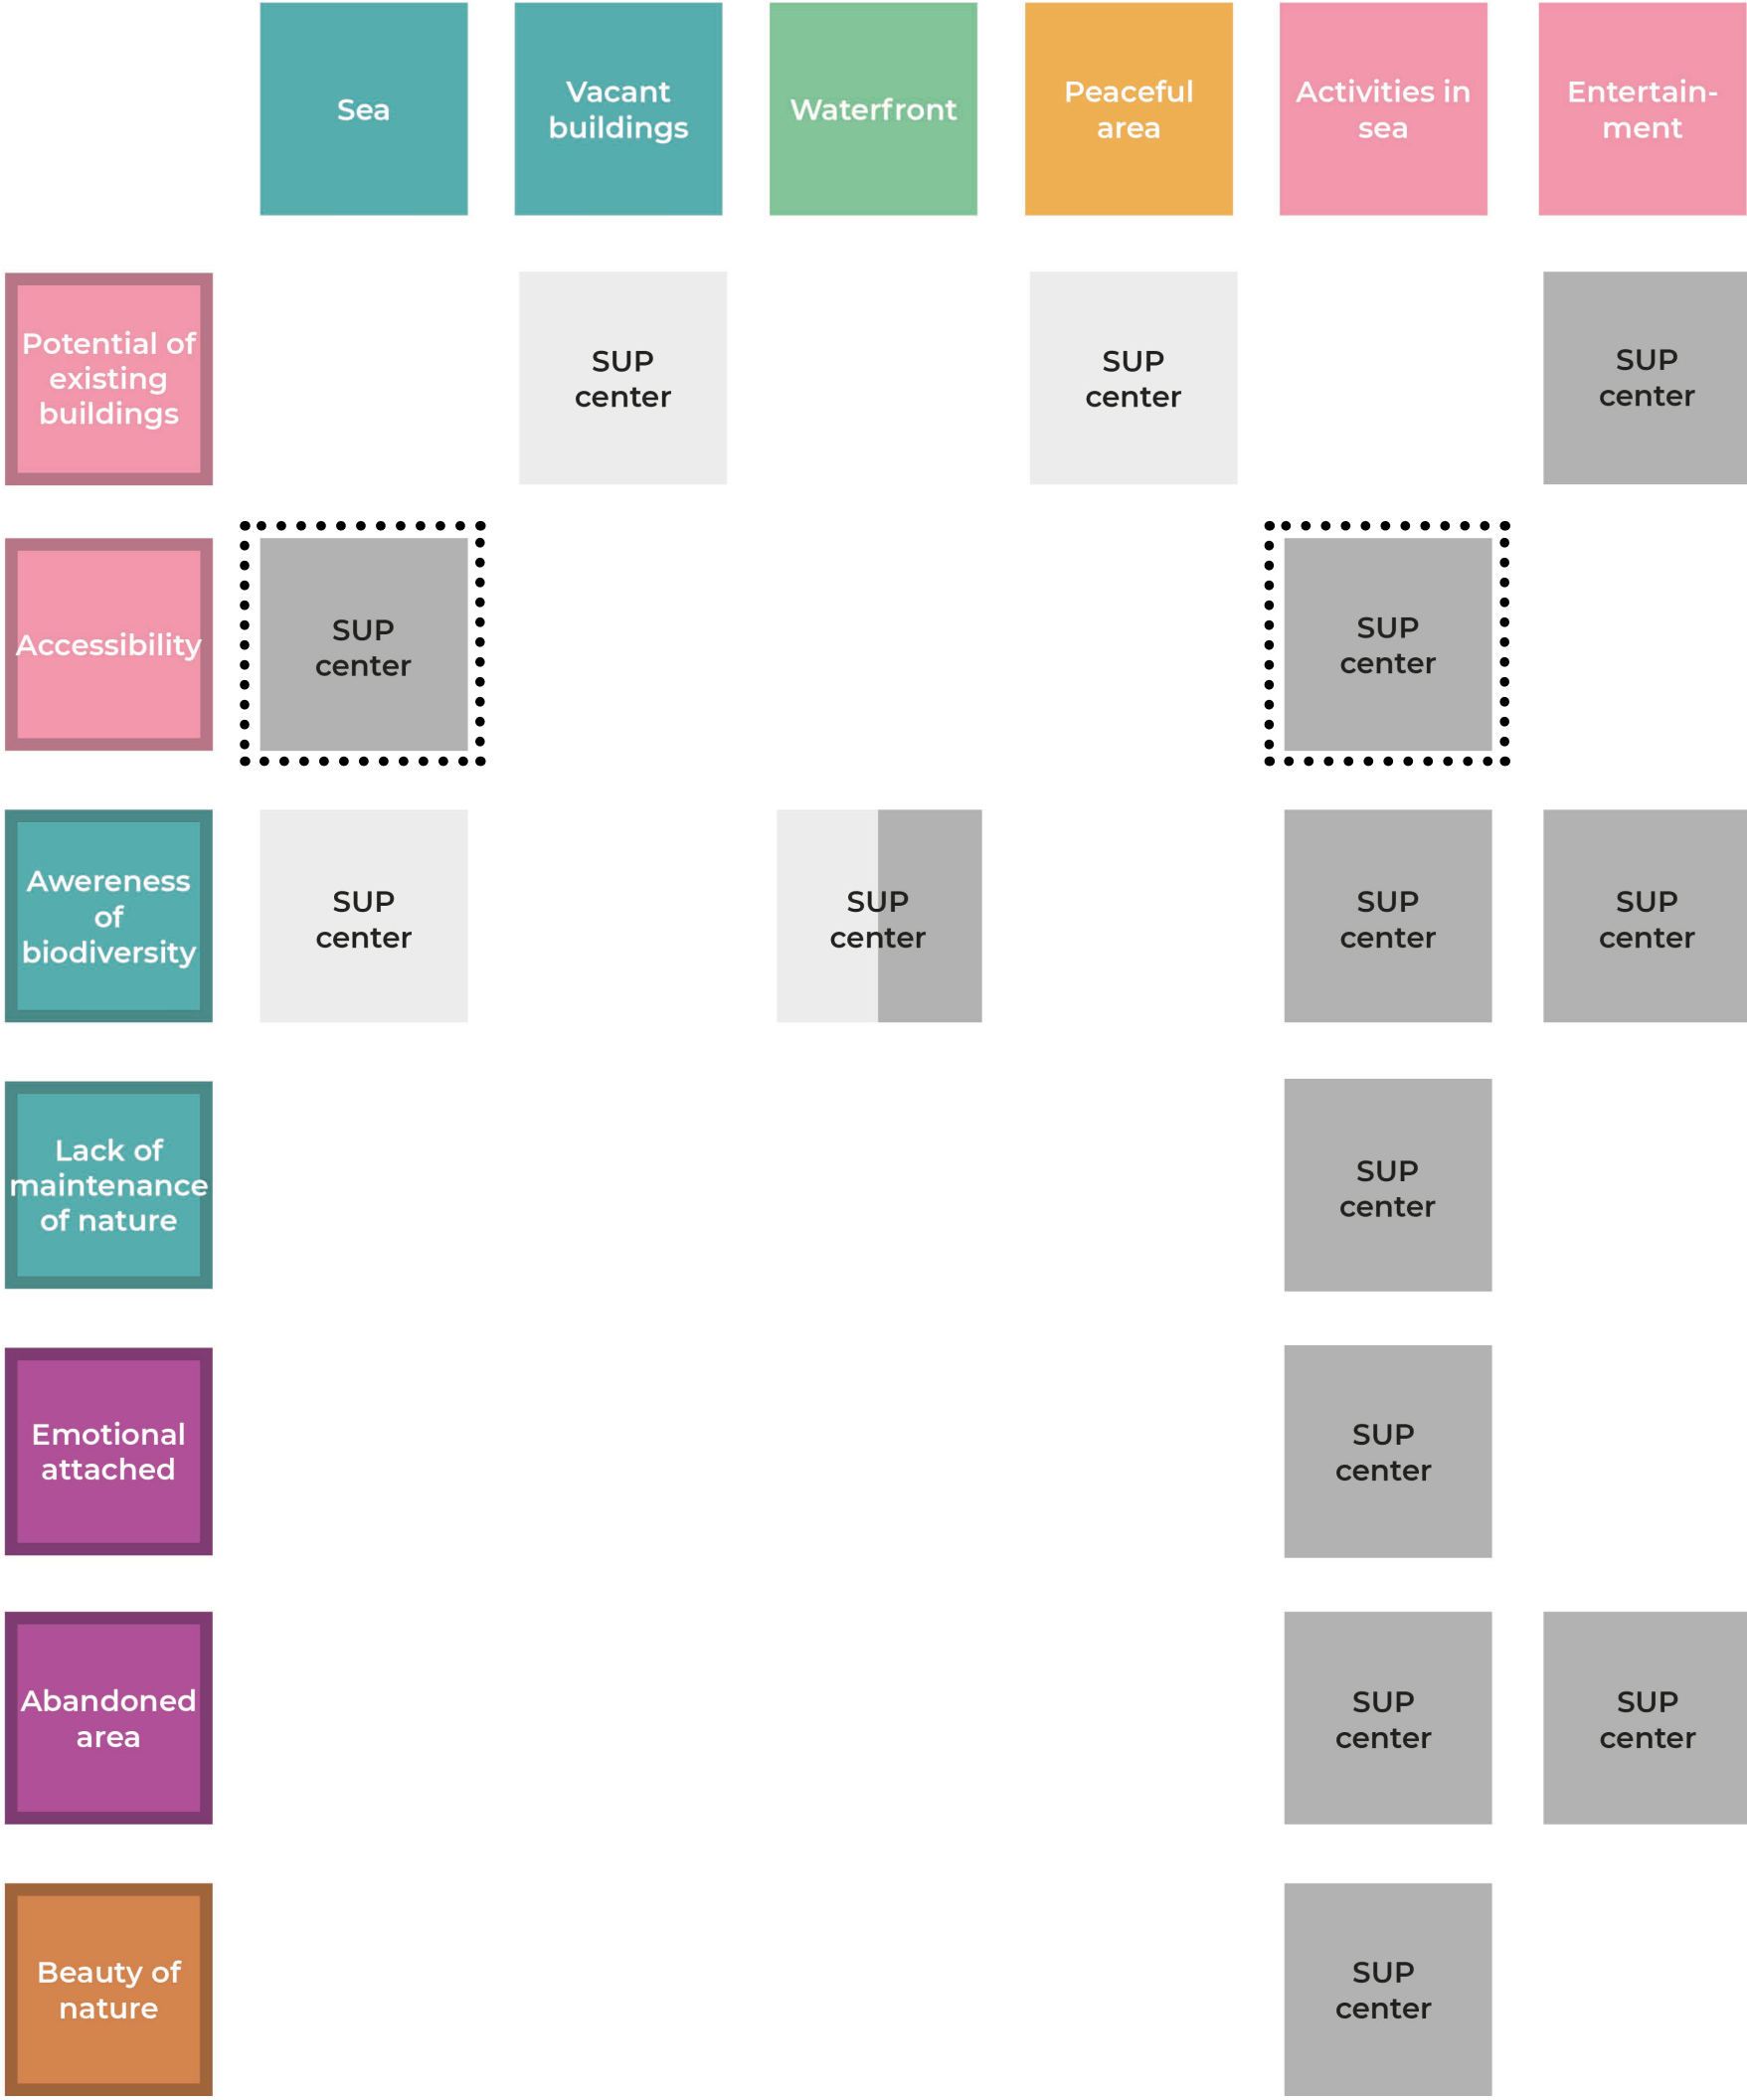 Sea
Vacant
buildings
Waterfront
Peaceful
area
Activities in
sea
Entertain-
ment
Potential of
existing
buildings
SUP
center
SUP
center
SUP
center
Accessibility
SUP
center
SUP
center
Awereness
of
biodiversity
SUP
center
SUP
center
SUP
center
SUP
center
Lack of
maintenance
of nature
SUP
center
Emotional
attached
SUP
center
Abandoned
area
SUP
center
SUP
center
Beauty of
nature
SUP
center